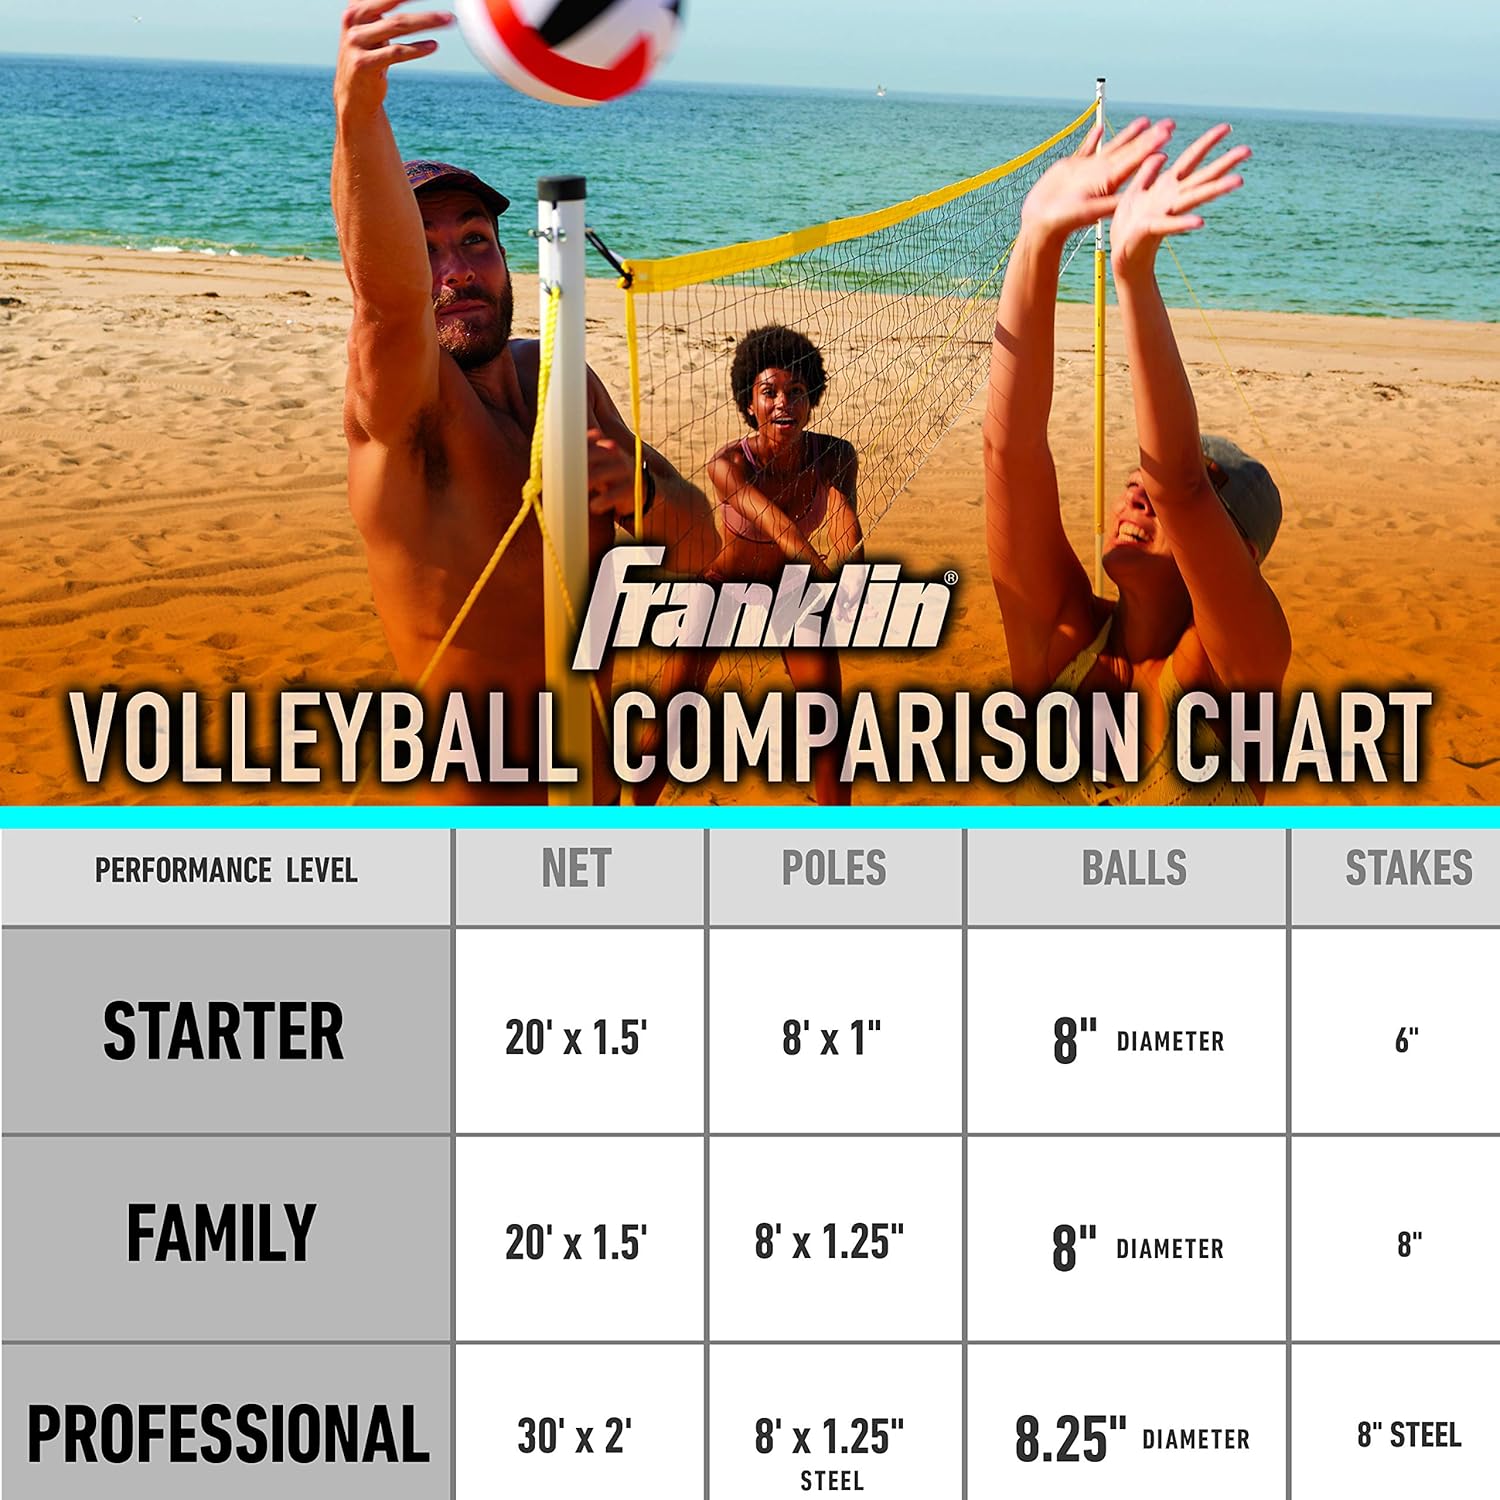 Franklin®
VOLLEYBALL COMPARISON CHART
PERFORMANCE LEVEL NET POLES BALLS STAKES
STARTER 20' x 1.5' 8' x 1" 8" DIAMETER 6"
FAMILY 20' x 1.5' 8' x 1.25" 8" DIAMETER 8"
PROFESSIONAL 30' x 2' 8' x 1.25" 8.25" DIAMETER 8" STEEL
STEEL